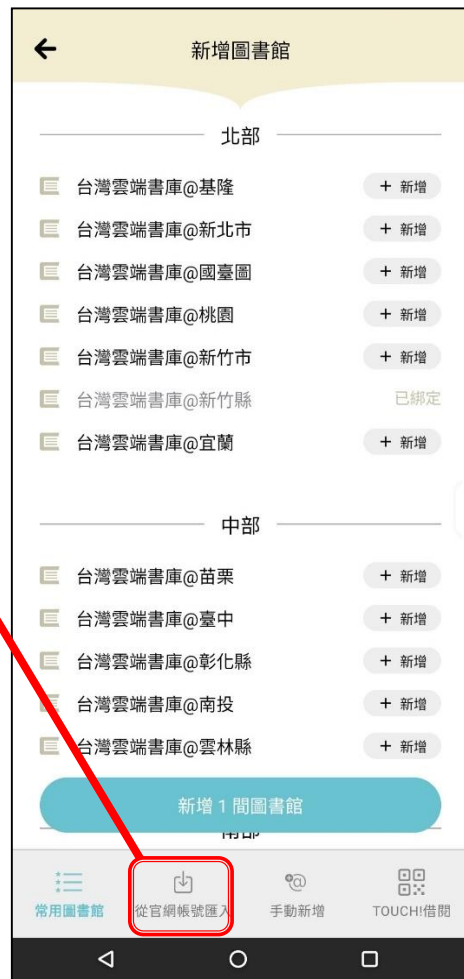 新增圖書館
北部
台灣雲端書庫@基隆 + 新增
台灣雲端書庫@新北市 + 新增
台灣雲端書庫@國臺圖 + 新增
台灣雲端書庫@桃園 + 新增
台灣雲端書庫@新竹市 + 新增
台灣雲端書庫@新竹縣 已綁定
台灣雲端書庫@宜蘭 + 新增
中部
台灣雲端書庫@苗栗 + 新增
台灣雲端書庫@臺中 + 新增
台灣雲端書庫@彰化縣 + 新增
台灣雲端書庫@南投 + 新增
台灣雲端書庫@雲林縣 + 新增
新增 1 間圖書館
南部
常用圖書館 從官網帳號匯入 手動新增 TOUCH!借閱